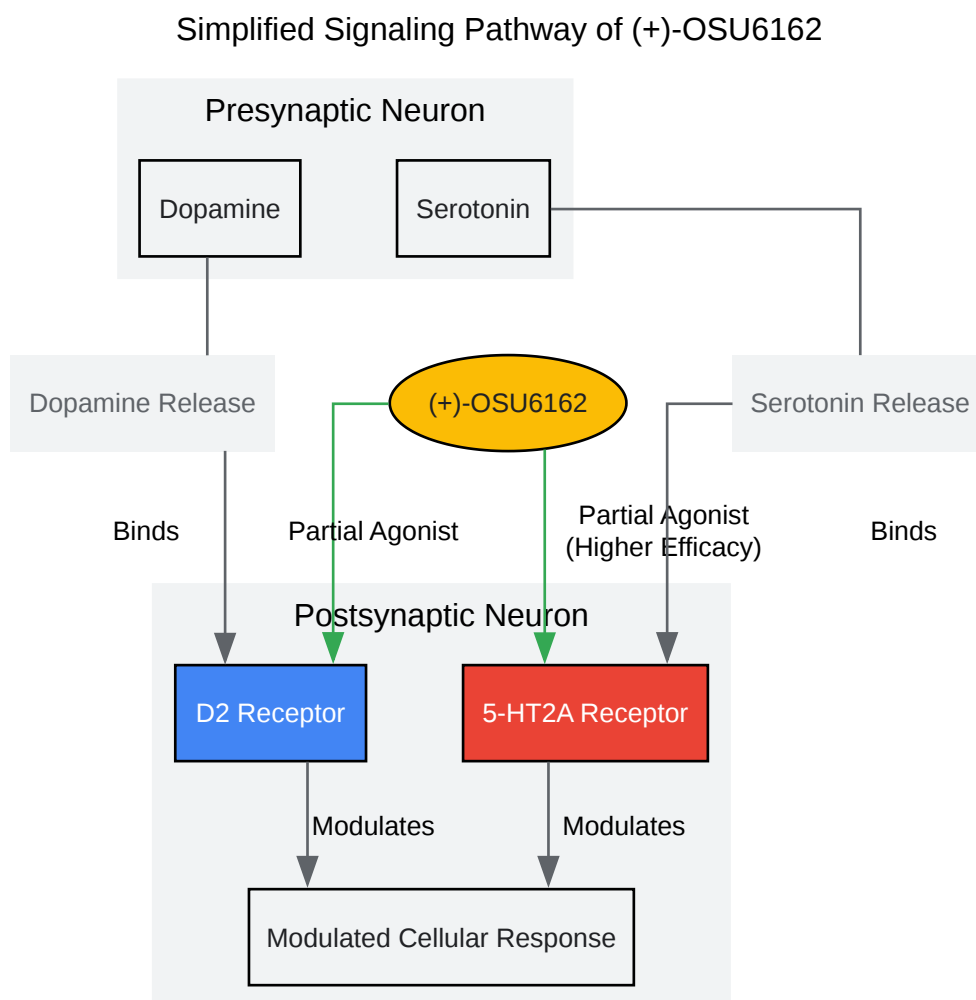 Simplified Signaling Pathway of (+)-OSU6162
Presynaptic Neuron
Dopamine
Serotonin
Dopamine Release
(+)-OSU6162
Serotonin Release
Binds
Partial Agonist
Partial Agonist
(Higher Efficacy)
Binds
Postsynaptic Neuron
D2 Receptor
5-HT2A Receptor
Modulates
Modulates
Modulated Cellular Response